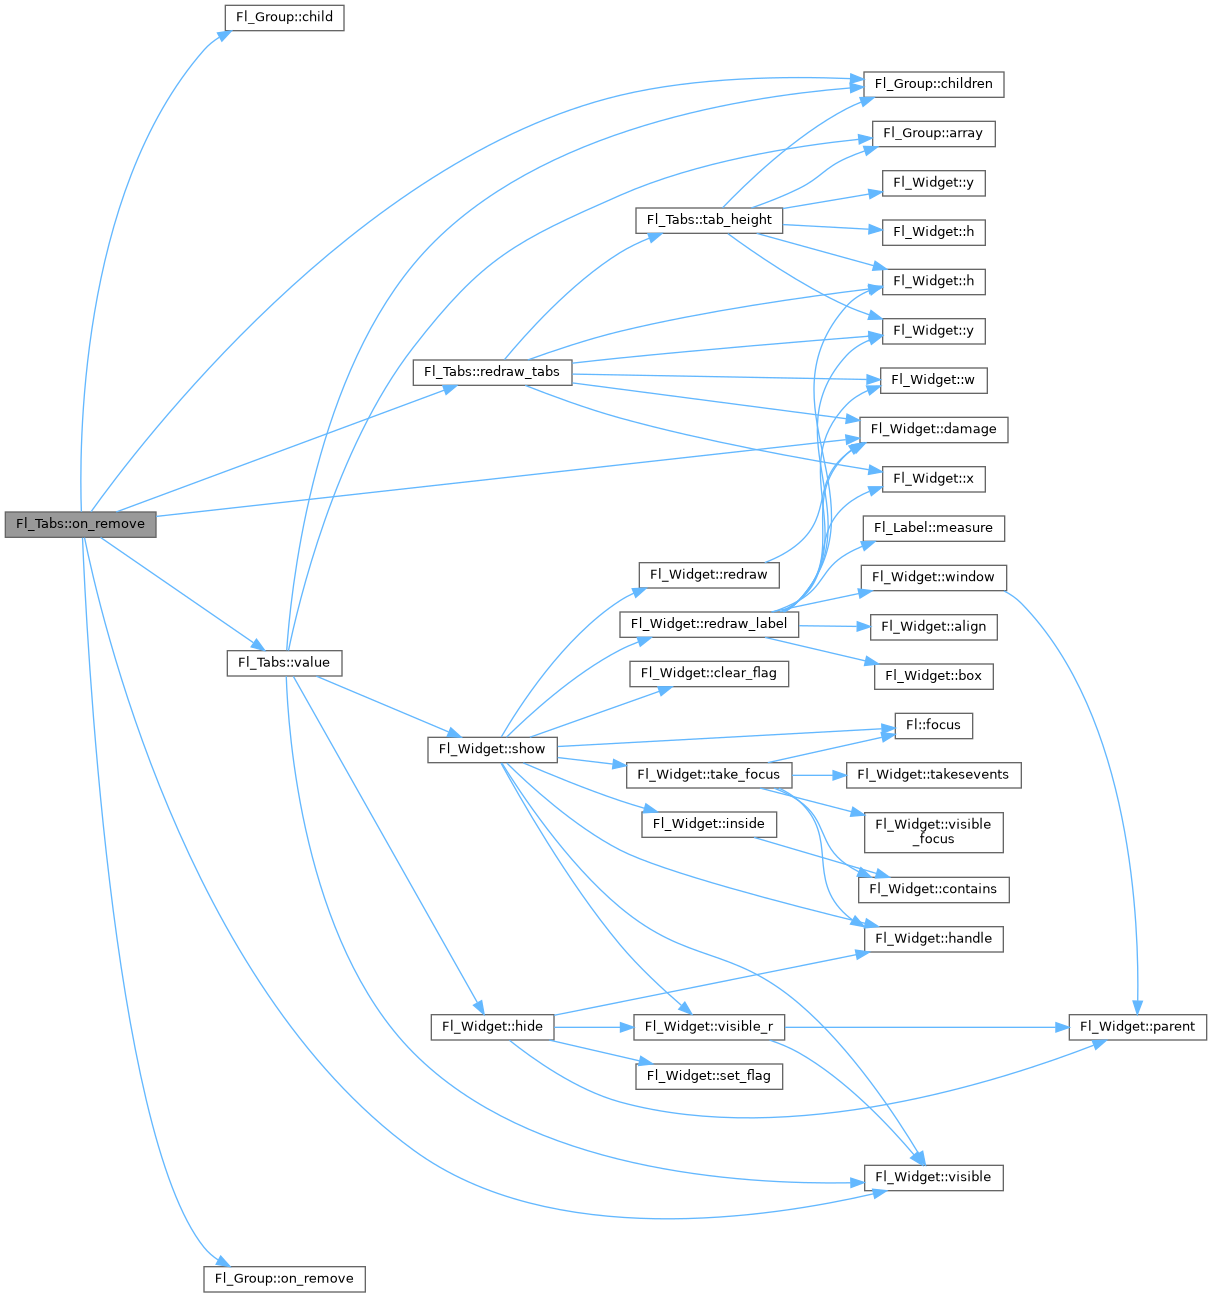 Fl_Group::child
Fl_Group::children
Fl_Group::array
Fl_Widget::y
Fl_Tabs::tab_height
Fl_Widget::h
Fl_Widget::h
Fl_Widget::y
Fl_Tabs::redraw_tabs
Fl_Widget::w
Fl_Widget::damage
Fl_Widget::x
Fl_Tabs::on_remove
Fl_Label::measure
Fl_Widget::redraw
Fl_Widget::window
Fl_Widget::redraw_label
Fl_Widget::align
Fl_Tabs::value
Fl_Widget::clear_flag
Fl_Widget::box
Fl::focus
Fl_Widget::show
Fl_Widget::take_focus
Fl_Widget::takesevents
Fl_Widget::inside
Fl_Widget::visible
_focus
Fl_Widget::contains
Fl_Widget::handle
Fl_Widget::hide
Fl_Widget::visible_r
Fl_Widget::parent
Fl_Widget::set_flag
Fl_Widget::visible
Fl_Group::on_remove